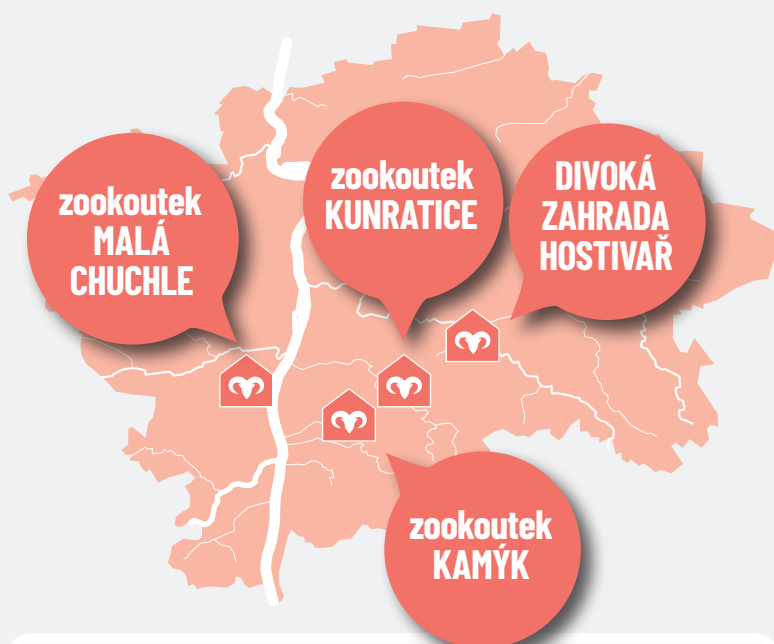 zookoutek
MALÁ
CHUCHLE
zookoutek
KUNRATICE
DIVOKÁ
ZAHRADA
HOSTIVAŘ
zookoutek
KAMÝK